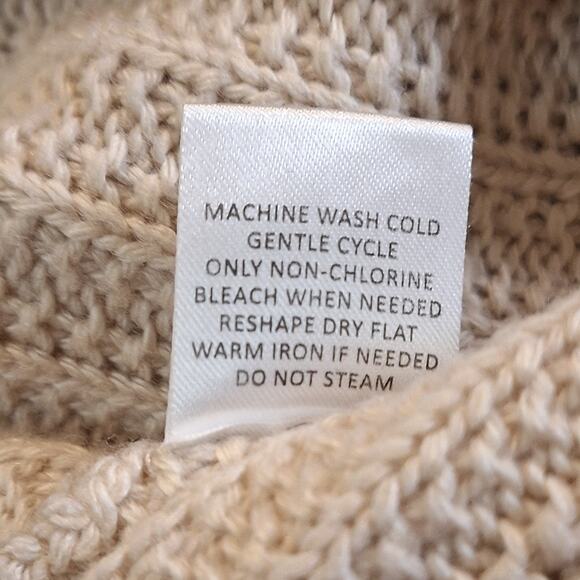 MACHINE WASH COLD
GENTLE CYCLE
ONLY NON-CHLORINE
BLEACH WHEN NEEDED
RESHAPE DRY FLAT
WARM IRON IF NEEDED
DO NOT STEAM